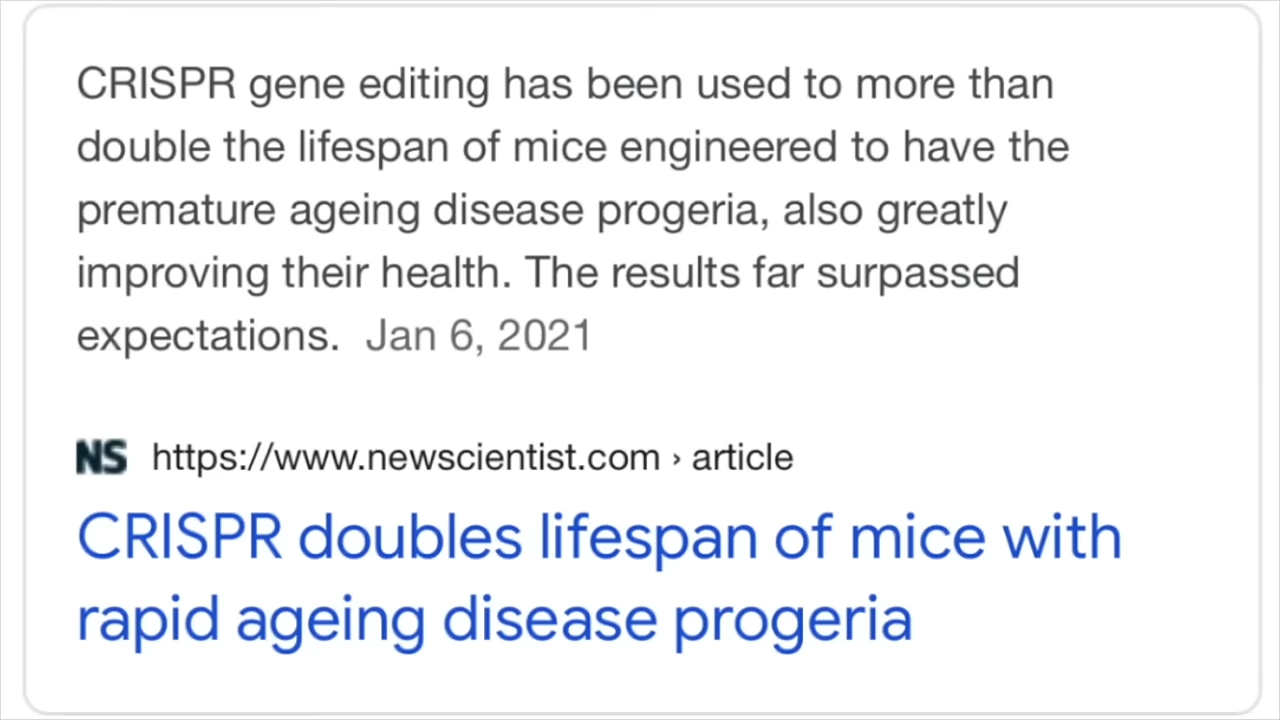 CRISPR gene editing has been used to more than
double the lifespan of mice engineered to have the
premature ageing disease progeria, also greatly
improving their health. The results far surpassed
expectations. Jan 6, 2021
NS https://www.newscientist.com › article
CRISPR doubles lifespan of mice with
rapid ageing disease progeria